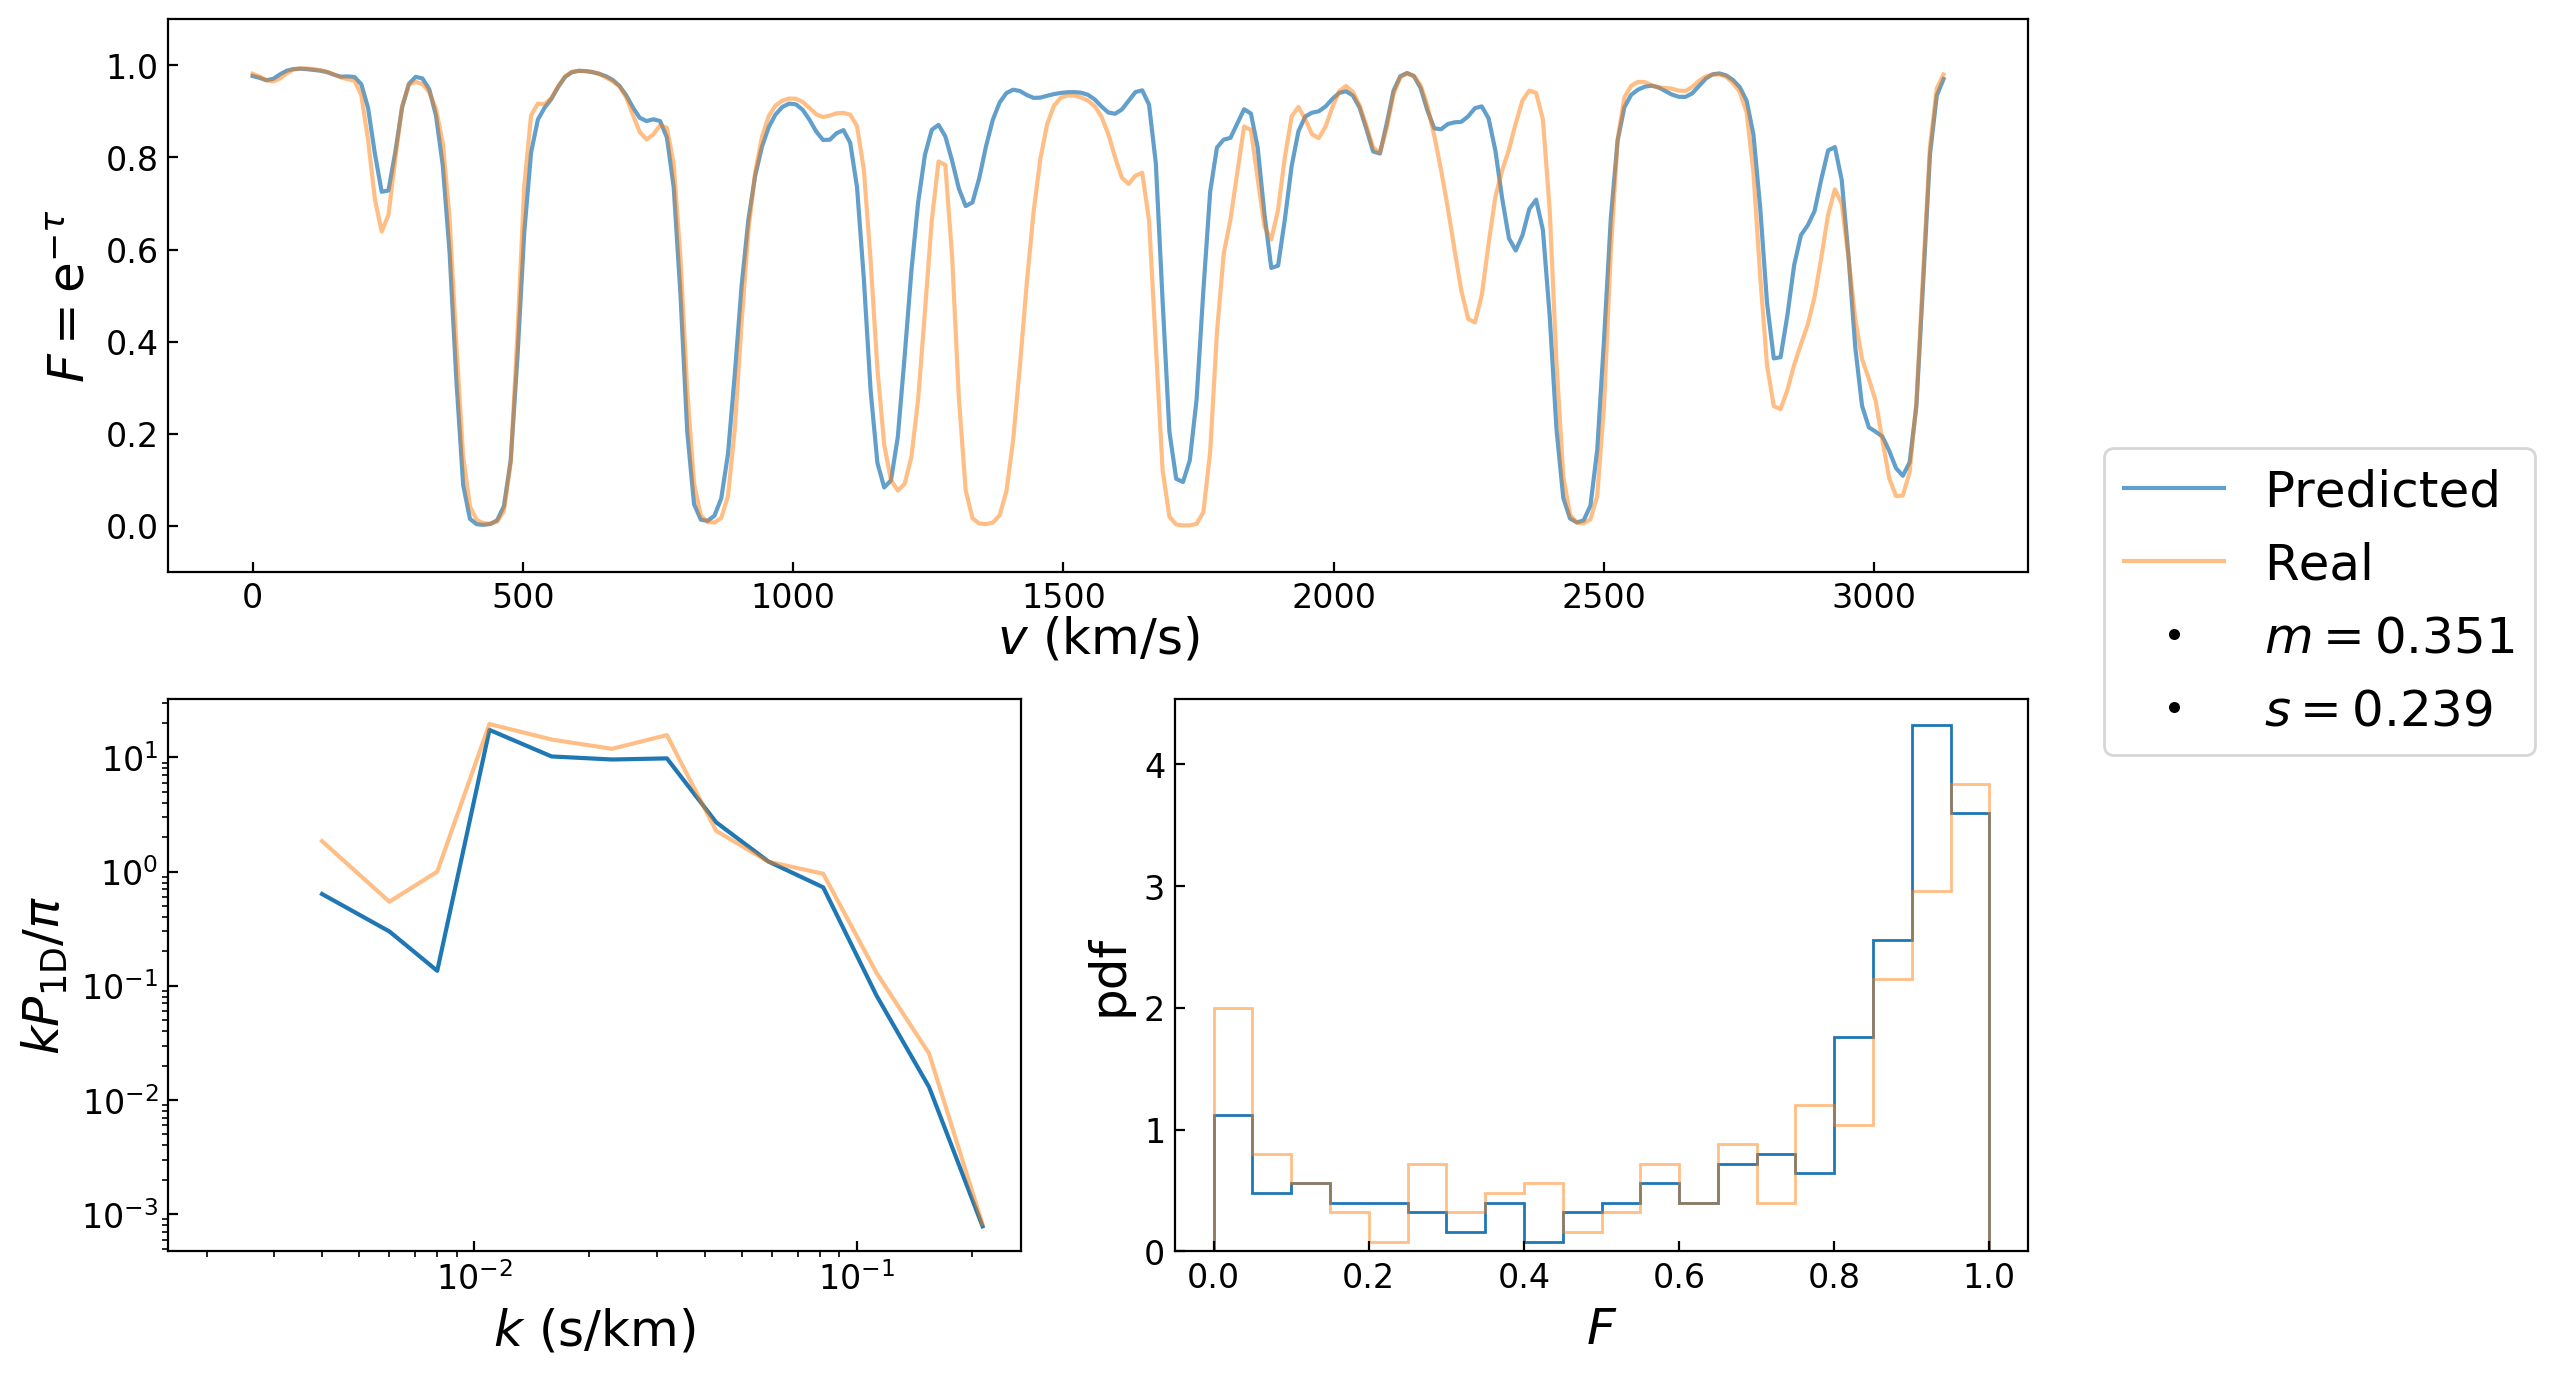 1.0
0.8
0.6
0.4
0.2
0.0
F = e^{−τ}
0 500 1000 1500 2000 2500 3000
v (km/s)
Predicted
Real
m = 0.351
s = 0.239
10^1
10^0
10^{−1}
10^{−2}
10^{−3}
kP_{1D}/π
10^{−2} 10^{−1}
k (s/km)
4
3
2
1
0
pdf
0.0 0.2 0.4 0.6 0.8 1.0
F